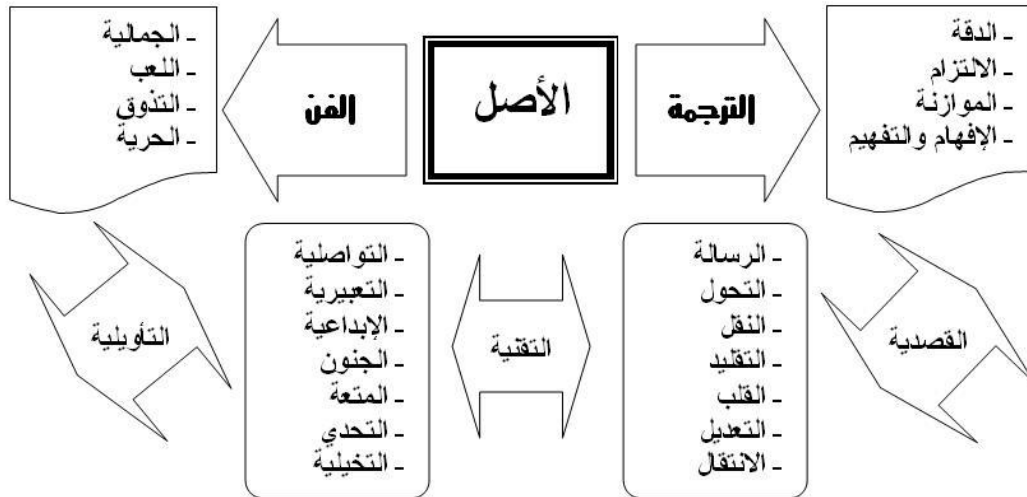 - الدقة
- الالتزام
- الموازنة
- الإفهام والتفهيم
الترجمة
الأصل
الفن
- الجمالية
- اللعب
- التذوق
- الحرية
القصدية
- الرسالة
- التحول
- النقل
- التقليد
- القلب
- التعديل
- الانتقال
التقنية
- التواصلية
- التعبيرية
- الإبداعية
- الجنون
- المتعة
- التحدي
- التخيلية
التأويلية